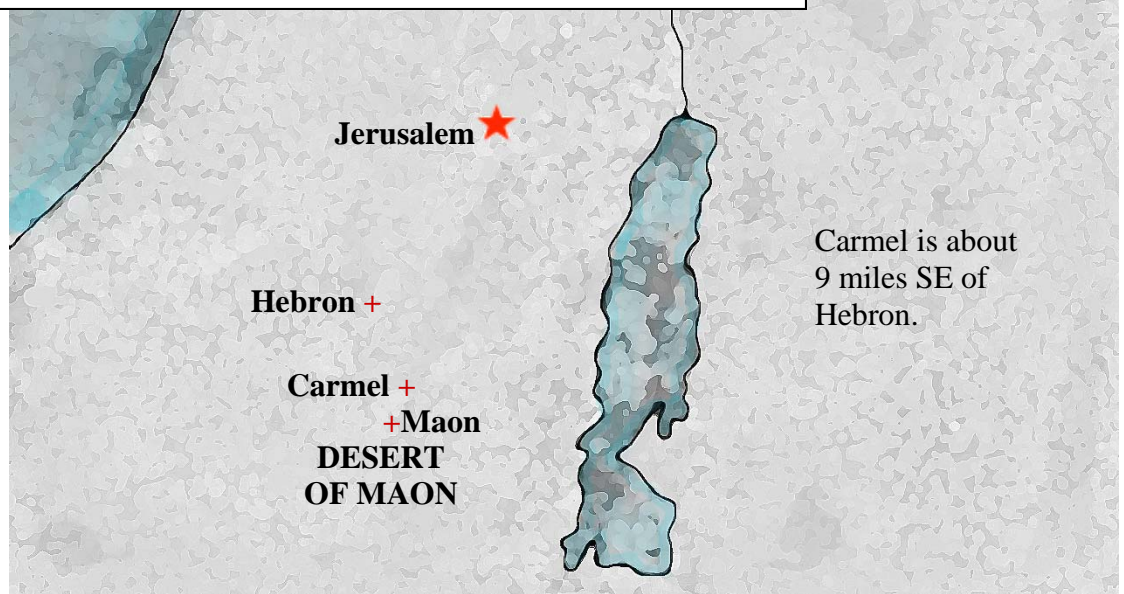 Jerusalem
Carmel is about
9 miles SE of
Hebron.
Hebron +
Carmel +
+Maon
DESERT
OF MAON